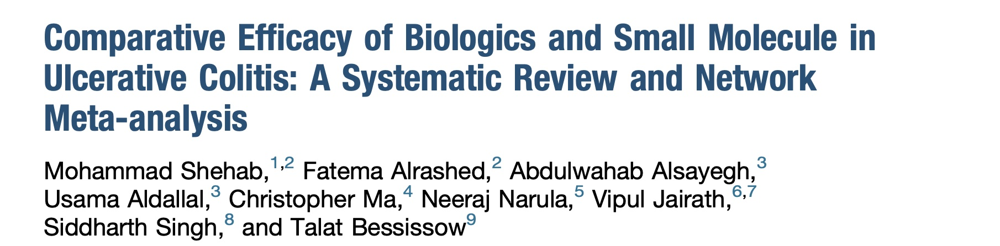 Comparative Efficacy of Biologics and Small Molecule in
Ulcerative Colitis: A Systematic Review and Network
Meta-analysis
Mohammad Shehab,1,2 Fatema Alrashed,2 Abdulwahab Alsayegh,3
Usama Aldallal,3 Christopher Ma,4 Neeraj Narula,5 Vipul Jairath,6,7
Siddharth Singh,8 and Talat Bessissow9